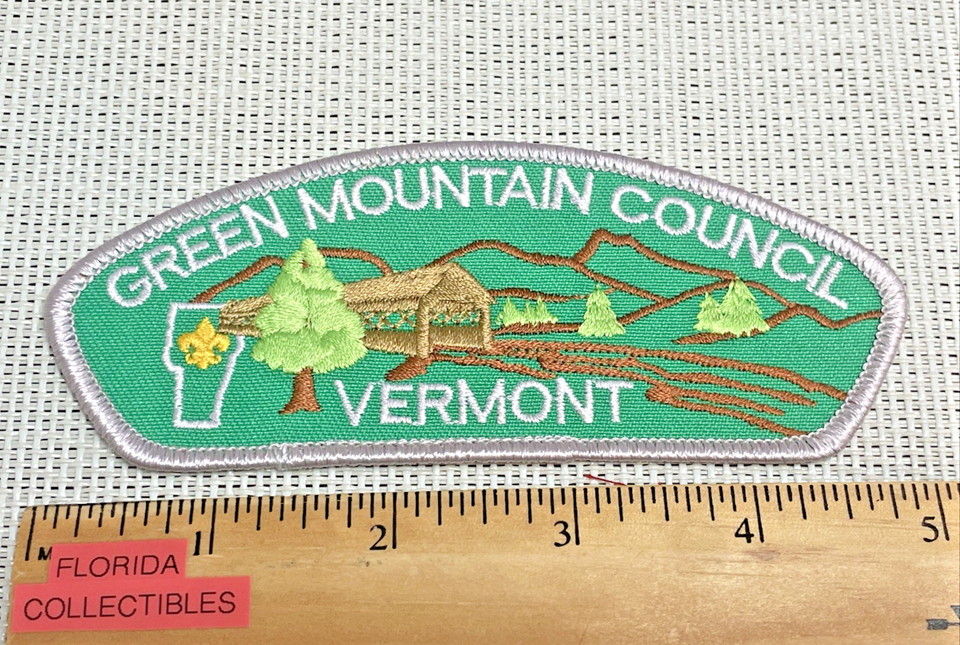 GREEN MOUNTAIN COUNCIL
VERMONT
1 2 3 4 5
FLORIDA
COLLECTIBLES